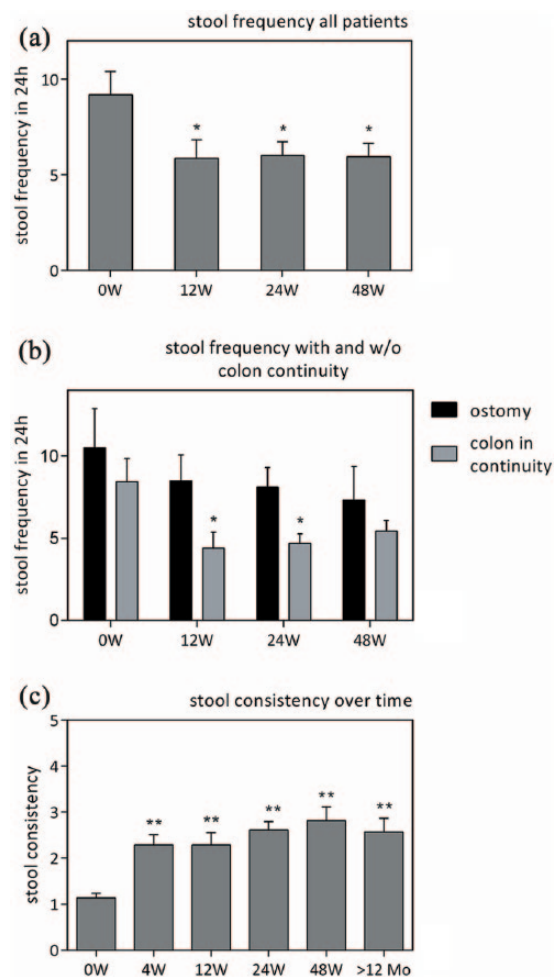 (a)
stool frequency all patients
stool frequency in 24h
10
5
0
*
*
*
0W 12W 24W 48W
(b)
stool frequency with and w/o
colon continuity
stool frequency in 24h
10
5
0
*
*
0W 12W 24W 48W
ostomy
colon in
continuity
(c)
stool consistency over time
stool consistency
5
4
3
2
1
0
**
**
**
**
**
0W 4W 12W 24W 48W >12 Mo